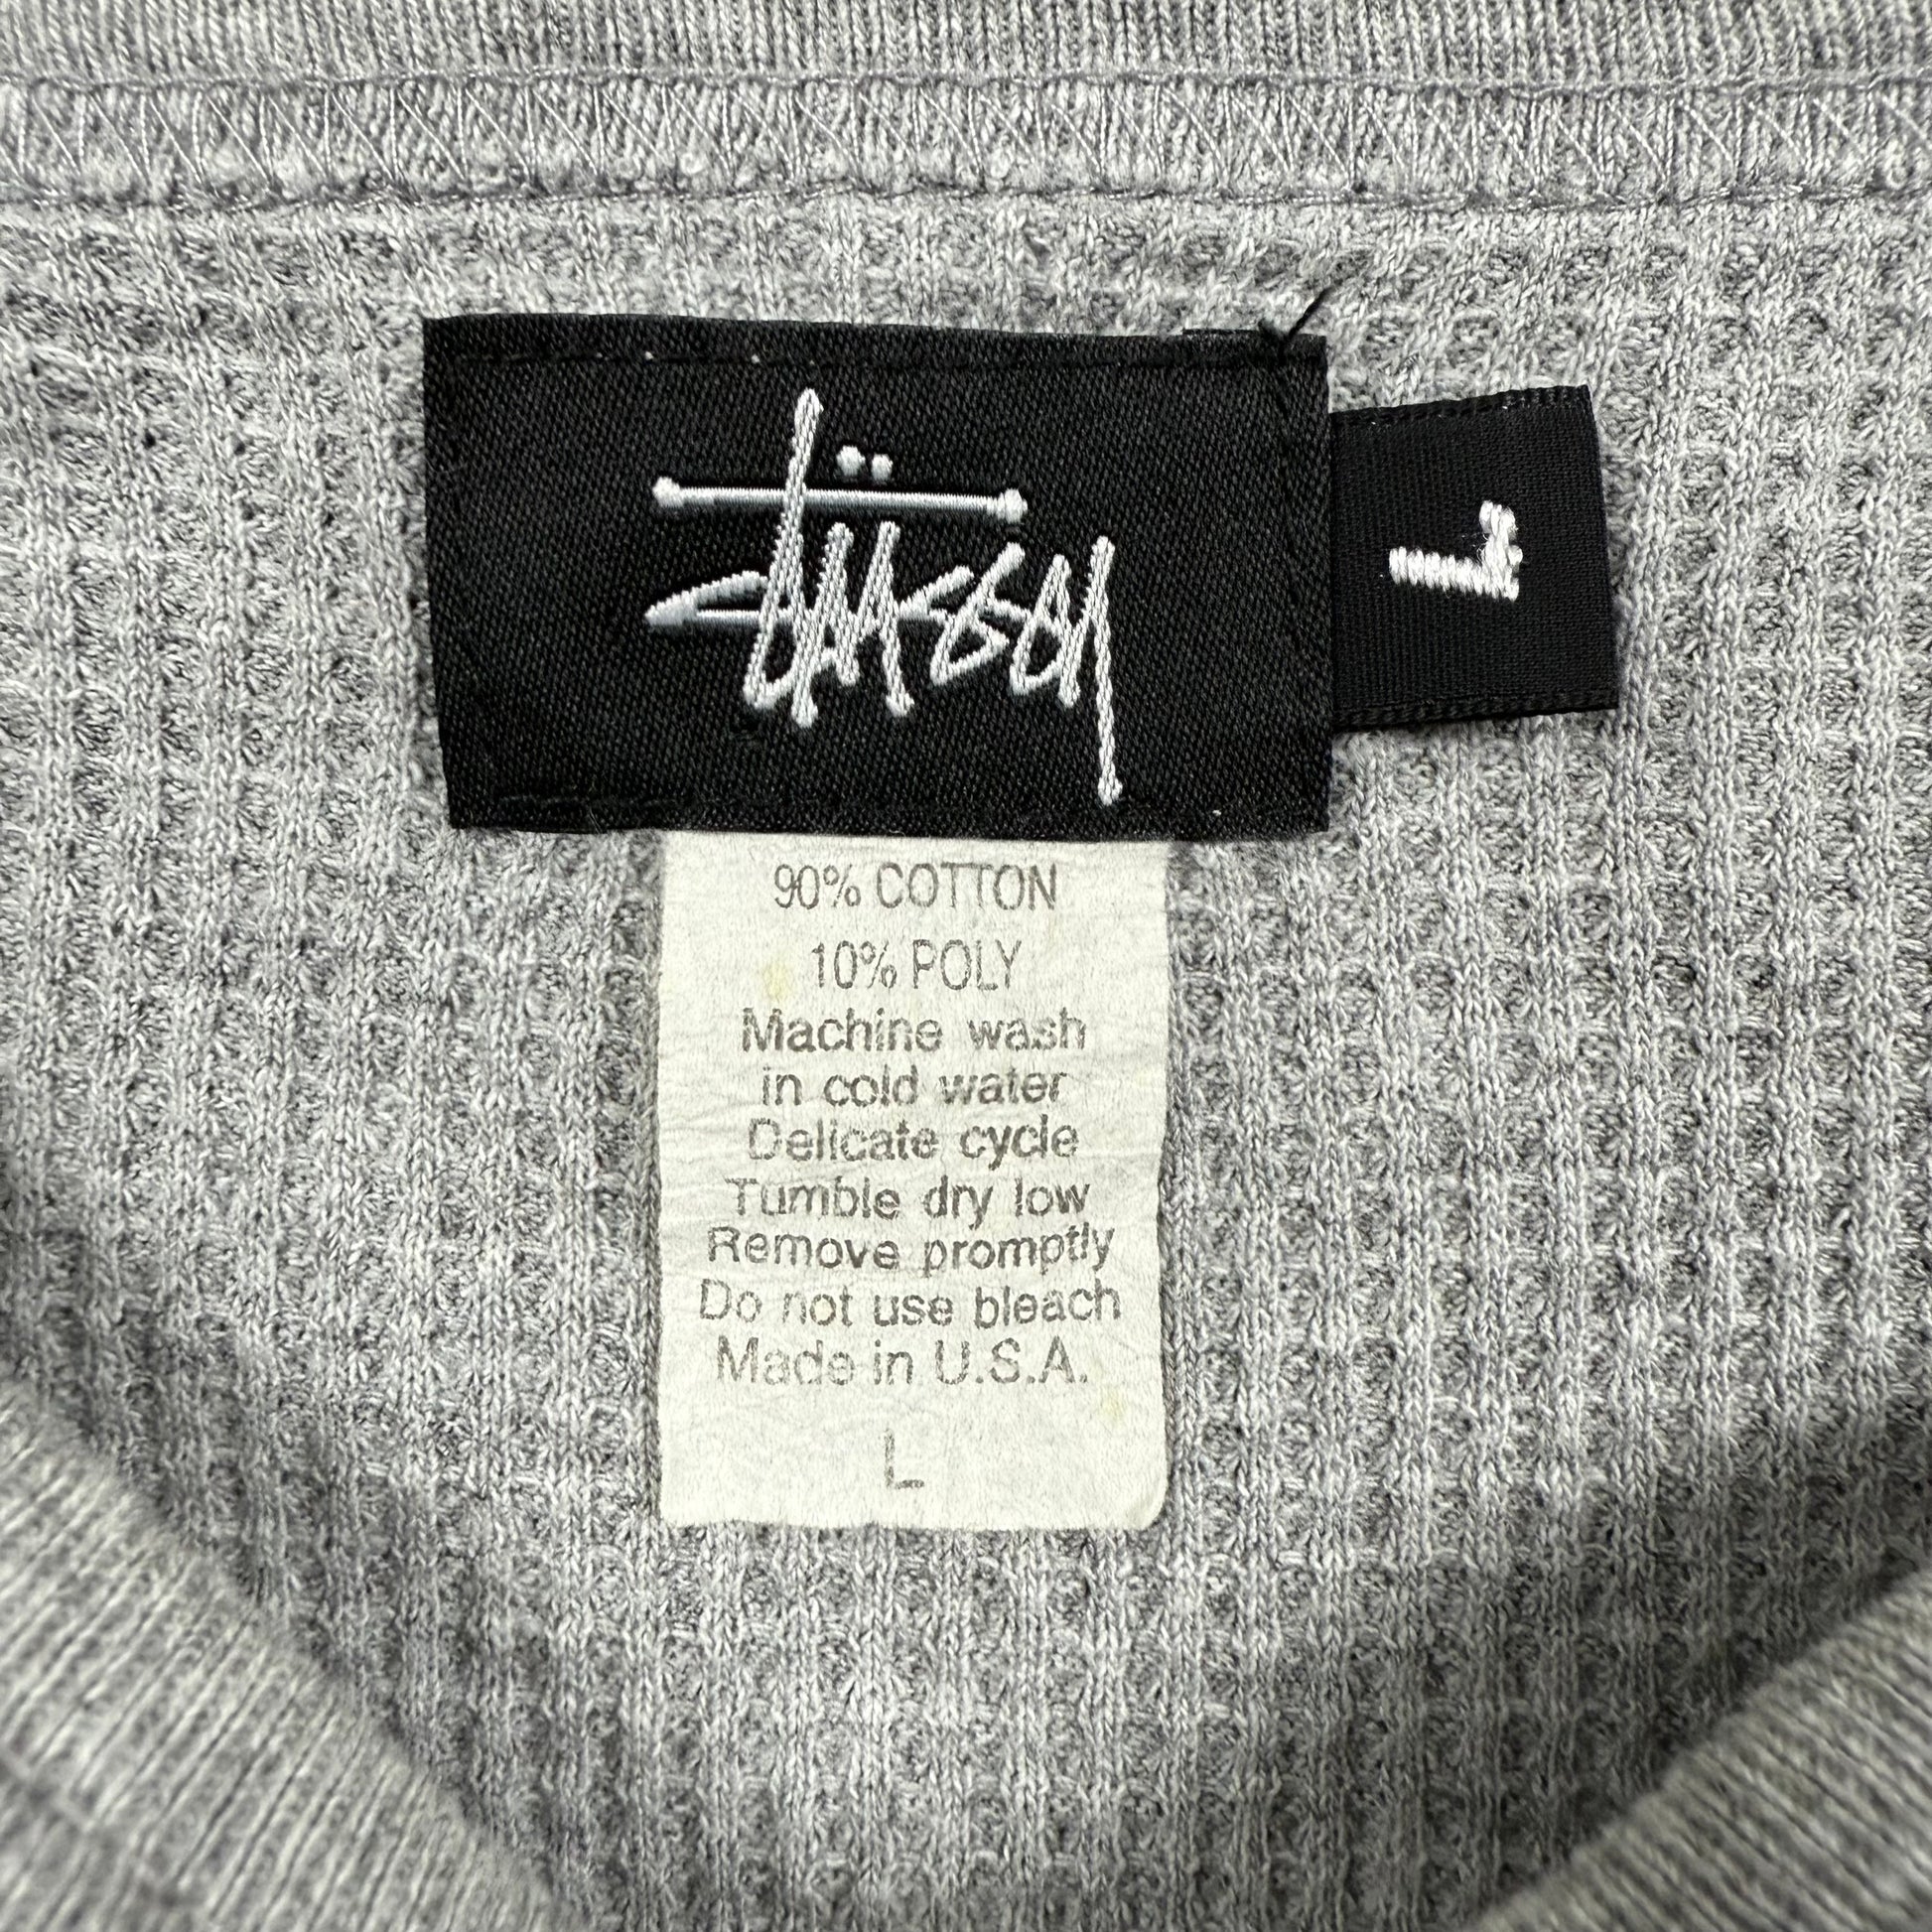 Stüssy
L
90% COTTON
10% POLY
Machine wash
in cold water
Delicate cycle
Tumble dry low
Remove promptly
Do not use bleach
Made in U.S.A.
L